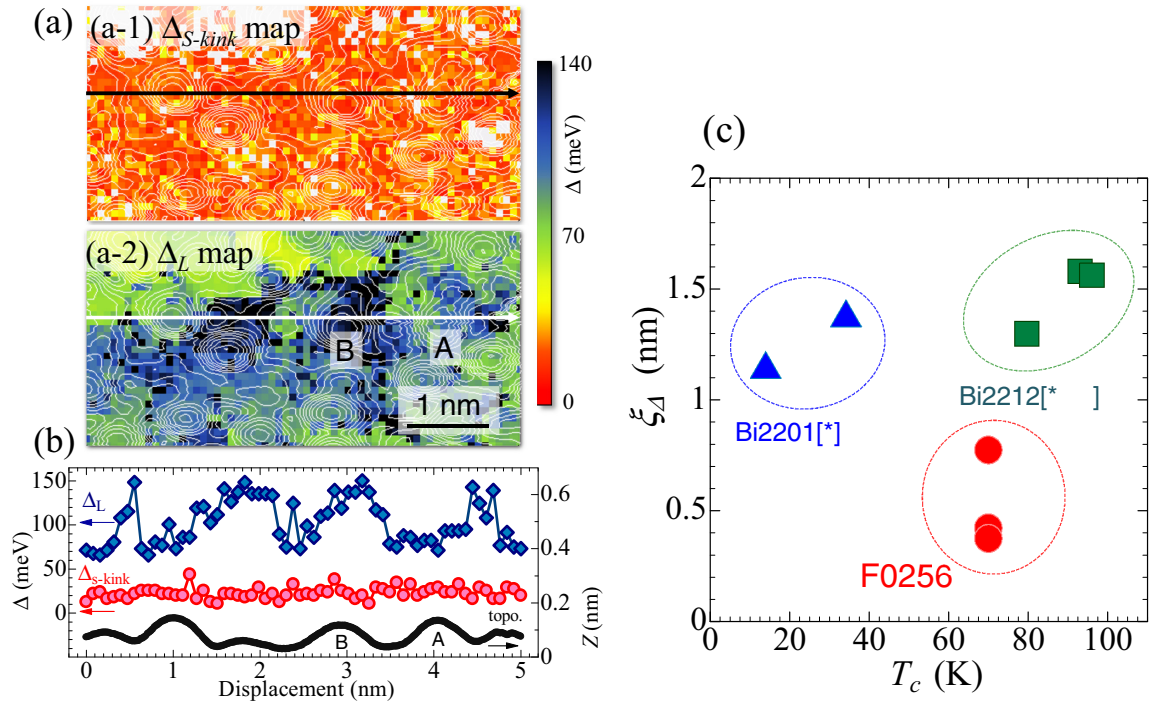 (a)
(a-1) Δ_{S-kink} map
140
70
0
Δ (meV)
(a-2) Δ_L map
B
A
1 nm
(b)
150
100
50
0
Δ (meV)
Δ_L
Δ_{s-kink}
topo.
B
A
0.6
0.4
0.2
0
Z (nm)
0
1
2
3
4
5
Displacement (nm)
(c)
2
1.5
1
0.5
0
ξ_Δ (nm)
Bi2201[*]
Bi2212[* ]
F0256
0
20
40
60
80
100
T_c (K)